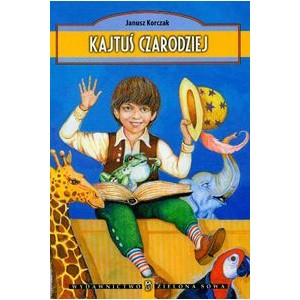 Janusz Korczak
KAJTUŚ CZARODZIEJ
WYDAWNICTWO ZIELONA SOWA